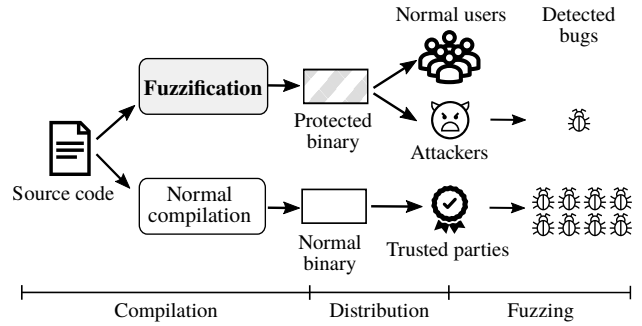 Normal users
Detected
bugs
Fuzzification
Protected
binary
Attackers
Source code
Normal
compilation
Normal
binary
Trusted parties
Compilation
Distribution
Fuzzing